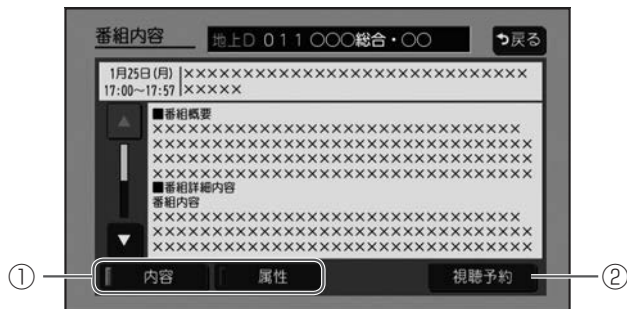 番組内容 地上D 011 ○○○総合・○○ 戻る
1月25日(月) ×××××××××××××××××××××××××××××
17:00～17:57 ×××××
■番組概要
×××××××××××××××××××××××××××××××
××××××××××××××××××××××××××××××××
××××××××××××××××××××××××××××××××
××××××××××××××××××××××××××××××××
■番組詳細内容
番組内容
×××××××××××××××××××××××××××××××
××××××××××××××××××××××××××××××××
××××××××××××××××××××××××××××××××
① 内容 属性 視聴予約 ②